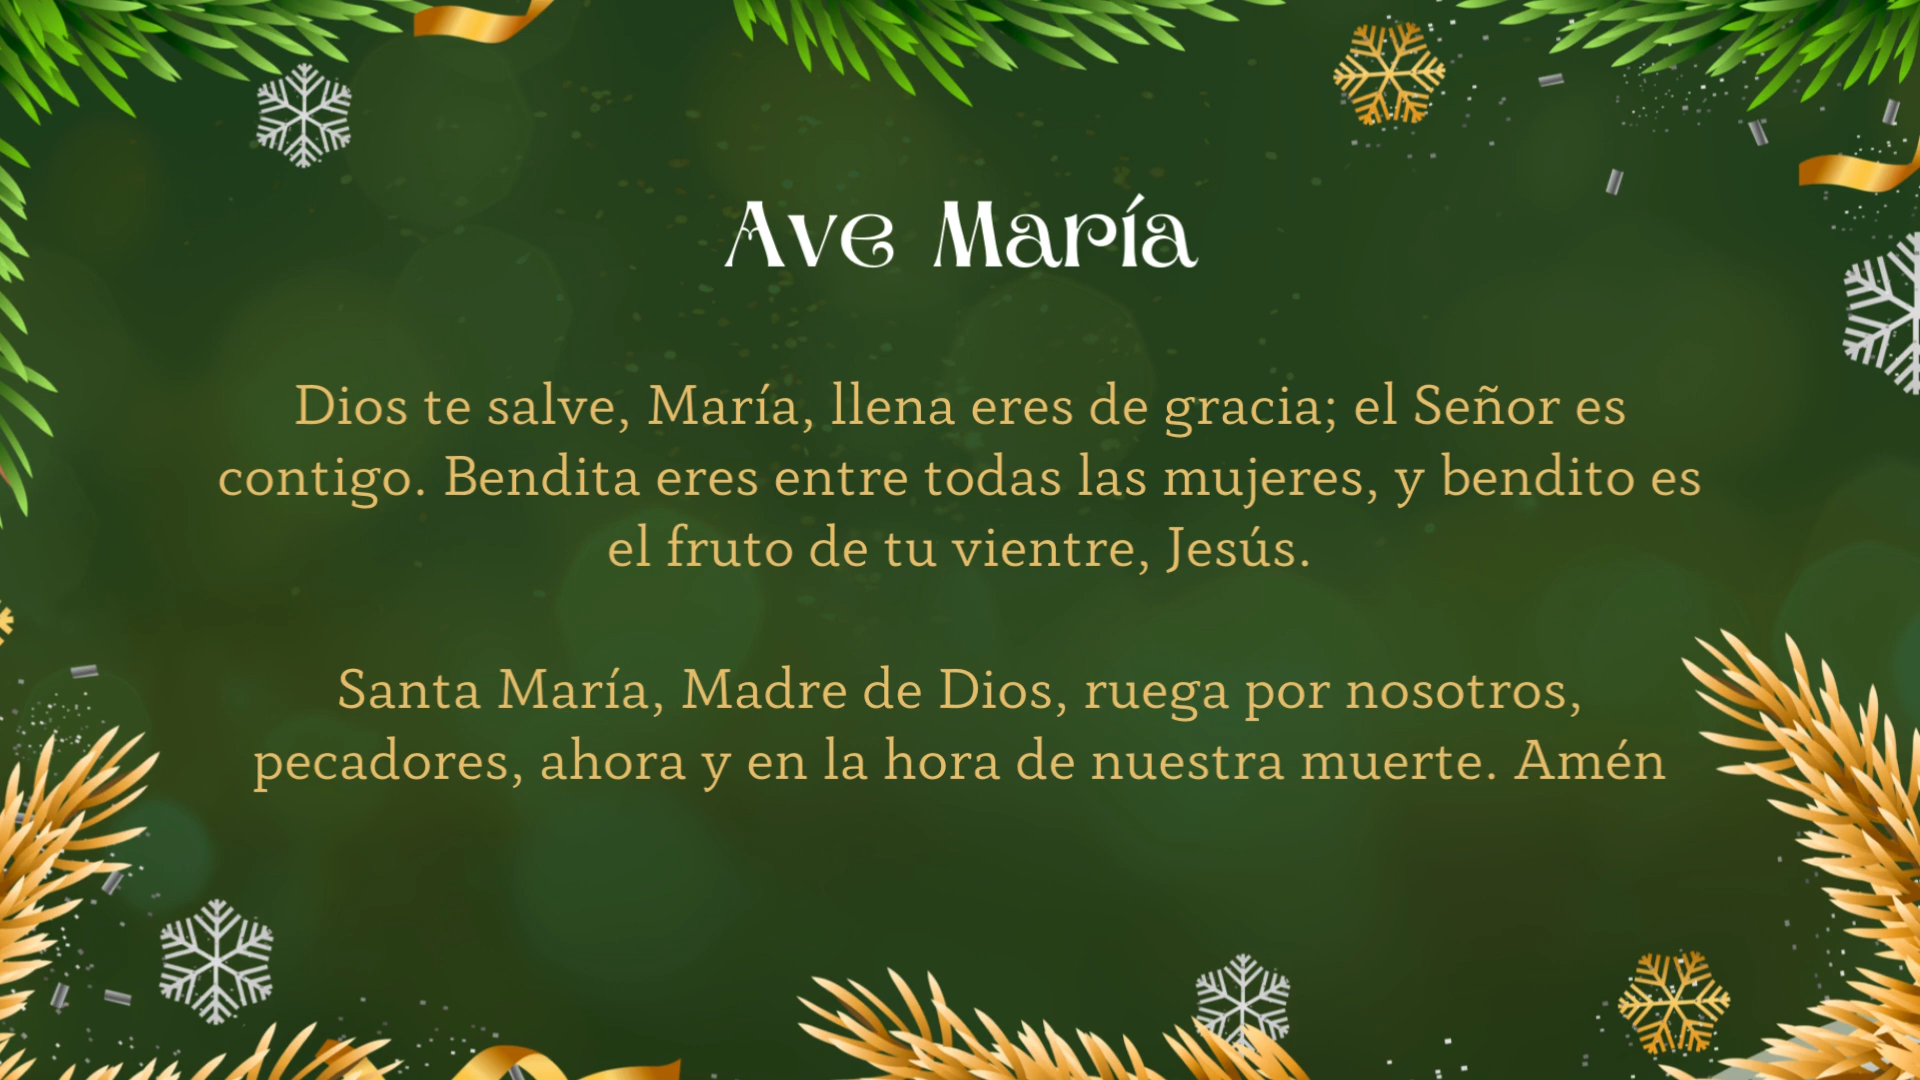 Ave María
Dios te salve, María, llena eres de gracia; el Señor es
contigo. Bendita eres entre todas las mujeres, y bendito es
el fruto de tu vientre, Jesús.
Santa María, Madre de Dios, ruega por nosotros,
pecadores, ahora y en la hora de nuestra muerte. Amén